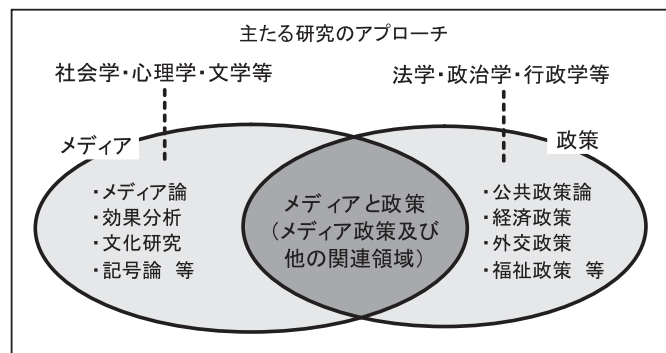 主たる研究のアプローチ
社会学・心理学・文学等
法学・政治学・行政学等
メディア
政策
・メディア論
・効果分析
・文化研究
・記号論 等
メディアと政策
(メディア政策及び
他の関連領域)
・公共政策論
・経済政策
・外交政策
・福祉政策 等